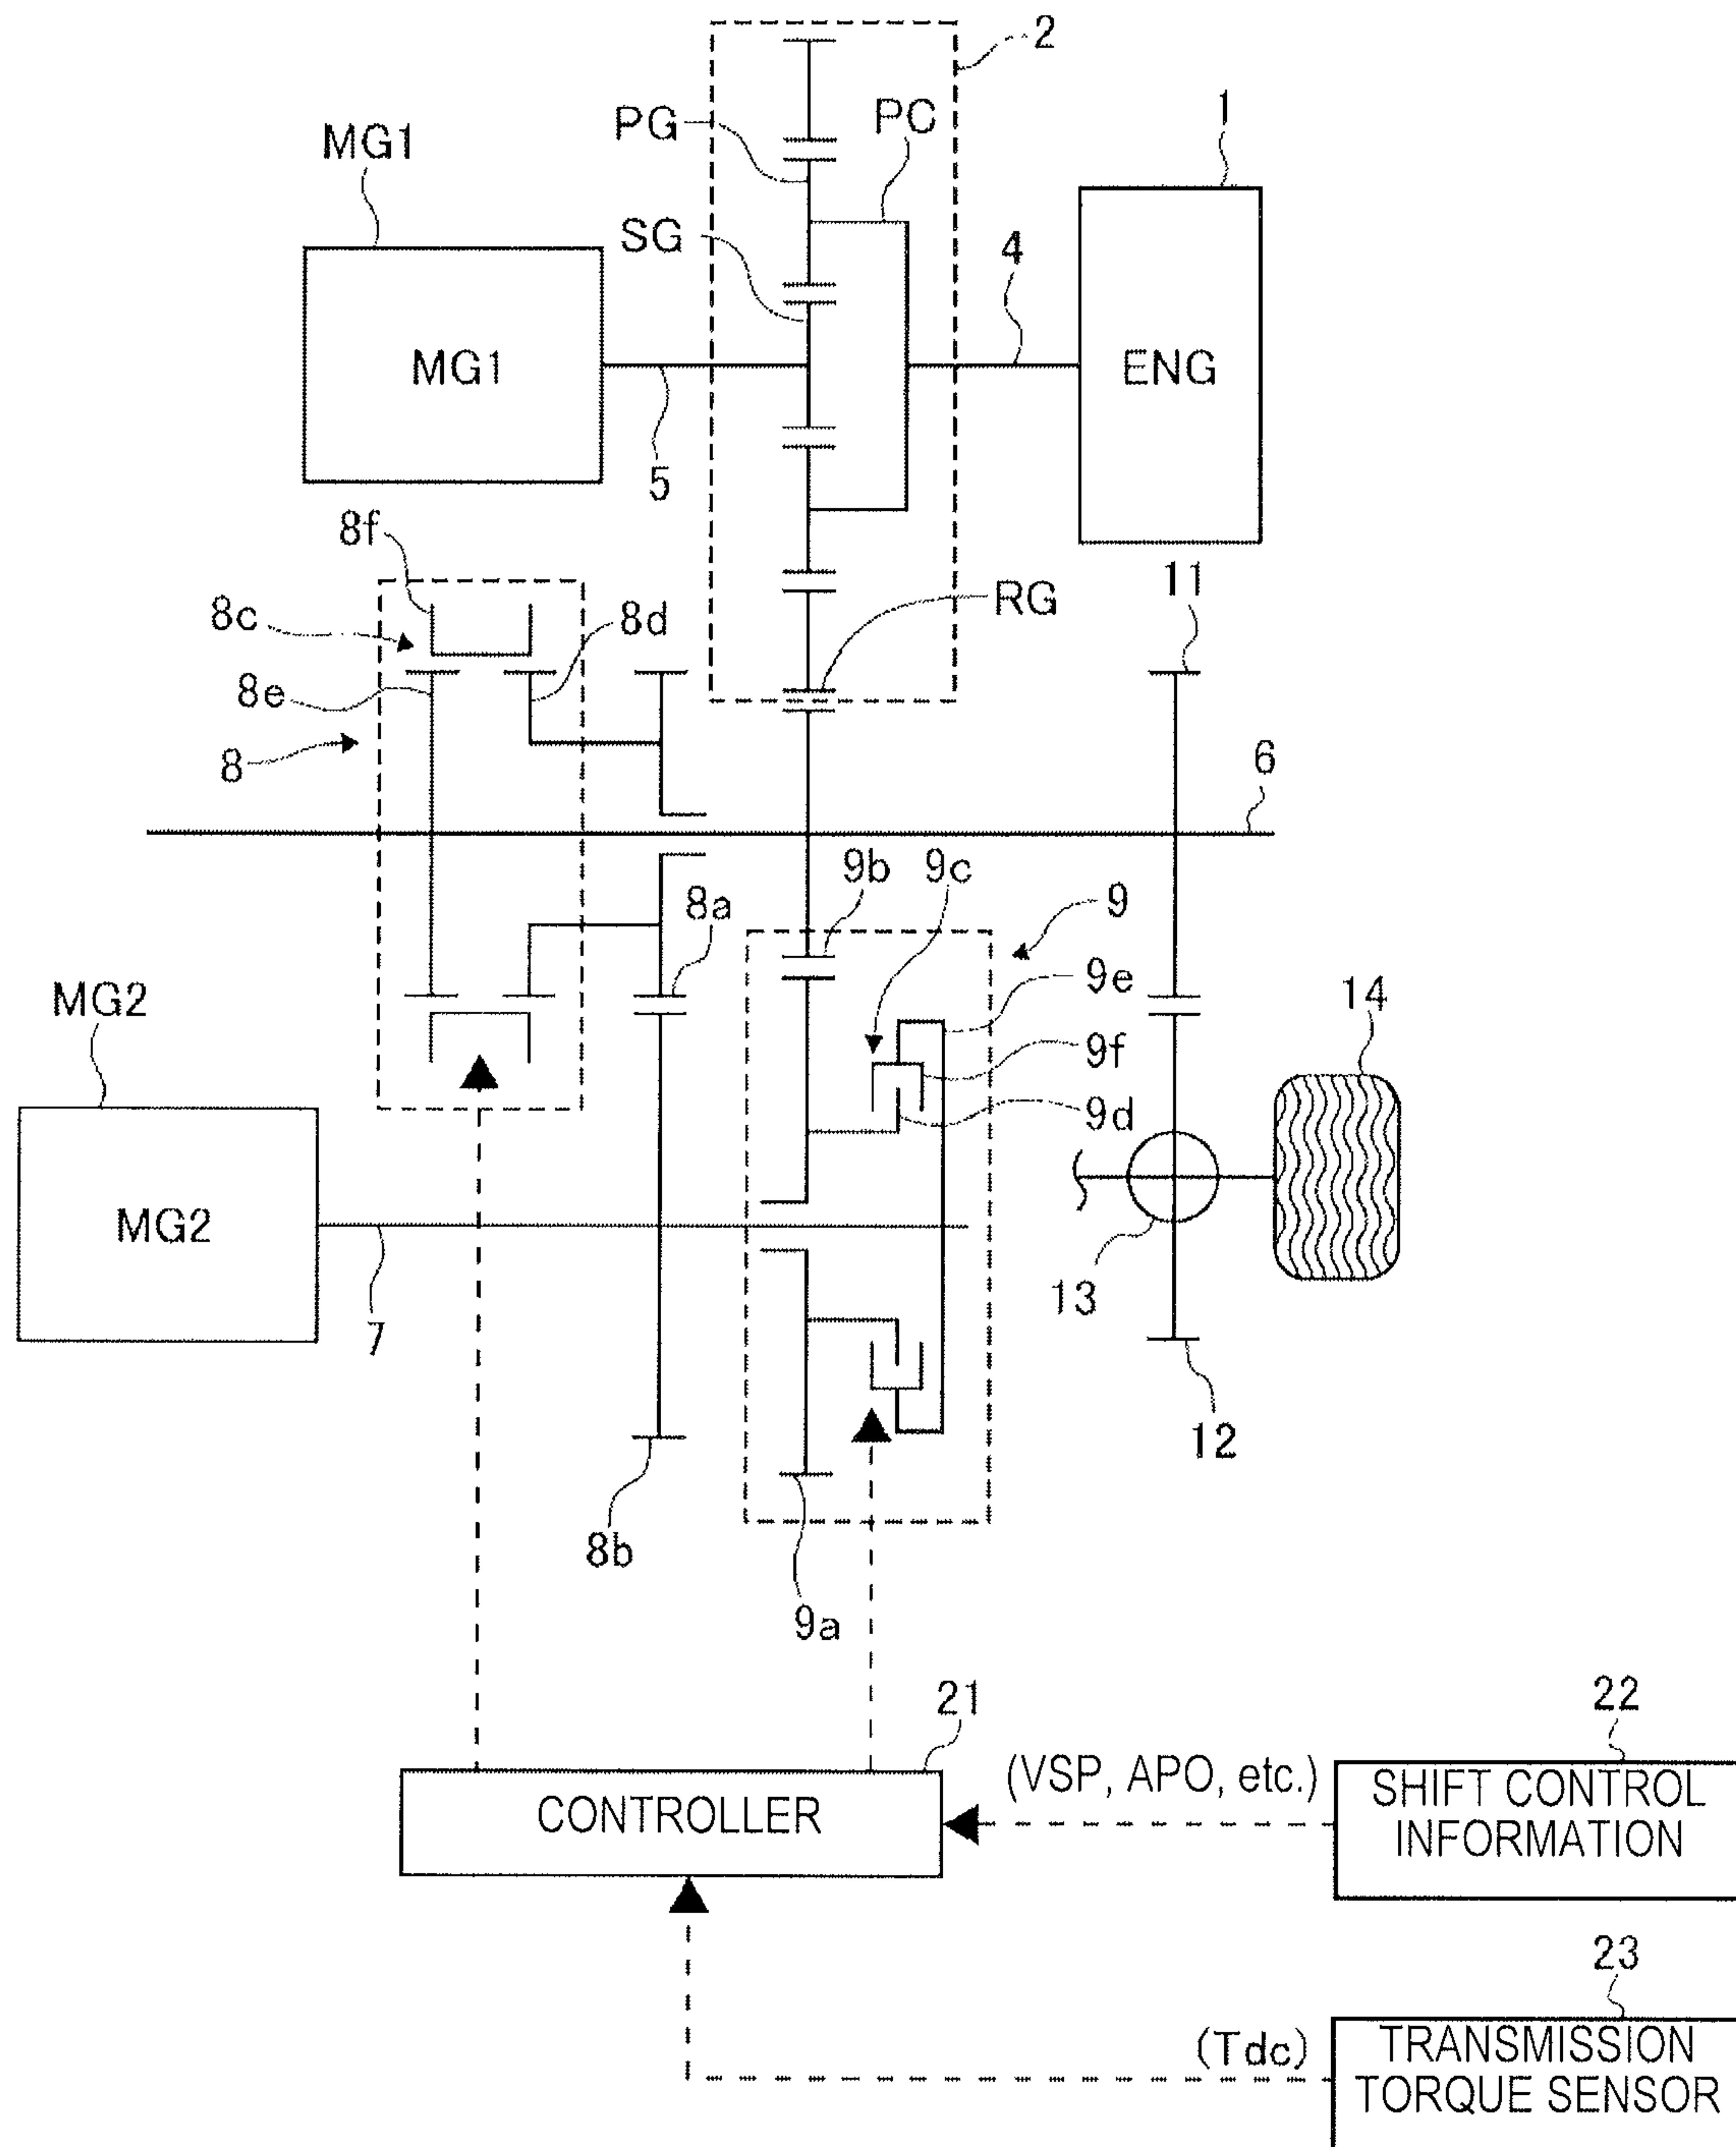 2
PG
PC
1
MG1
SG
4
MG1
ENG
5
8f
11
RG
8c
8d
8e
8
6
9b
9c
8a
9
9e
MG2
14
9f
9d
MG2
13
7
12
8b
9a
21
22
(VSP, APO, etc.)
CONTROLLER
SHIFT CONTROL
INFORMATION
23
(Tdc)
TRANSMISSION
TORQUE SENSOR